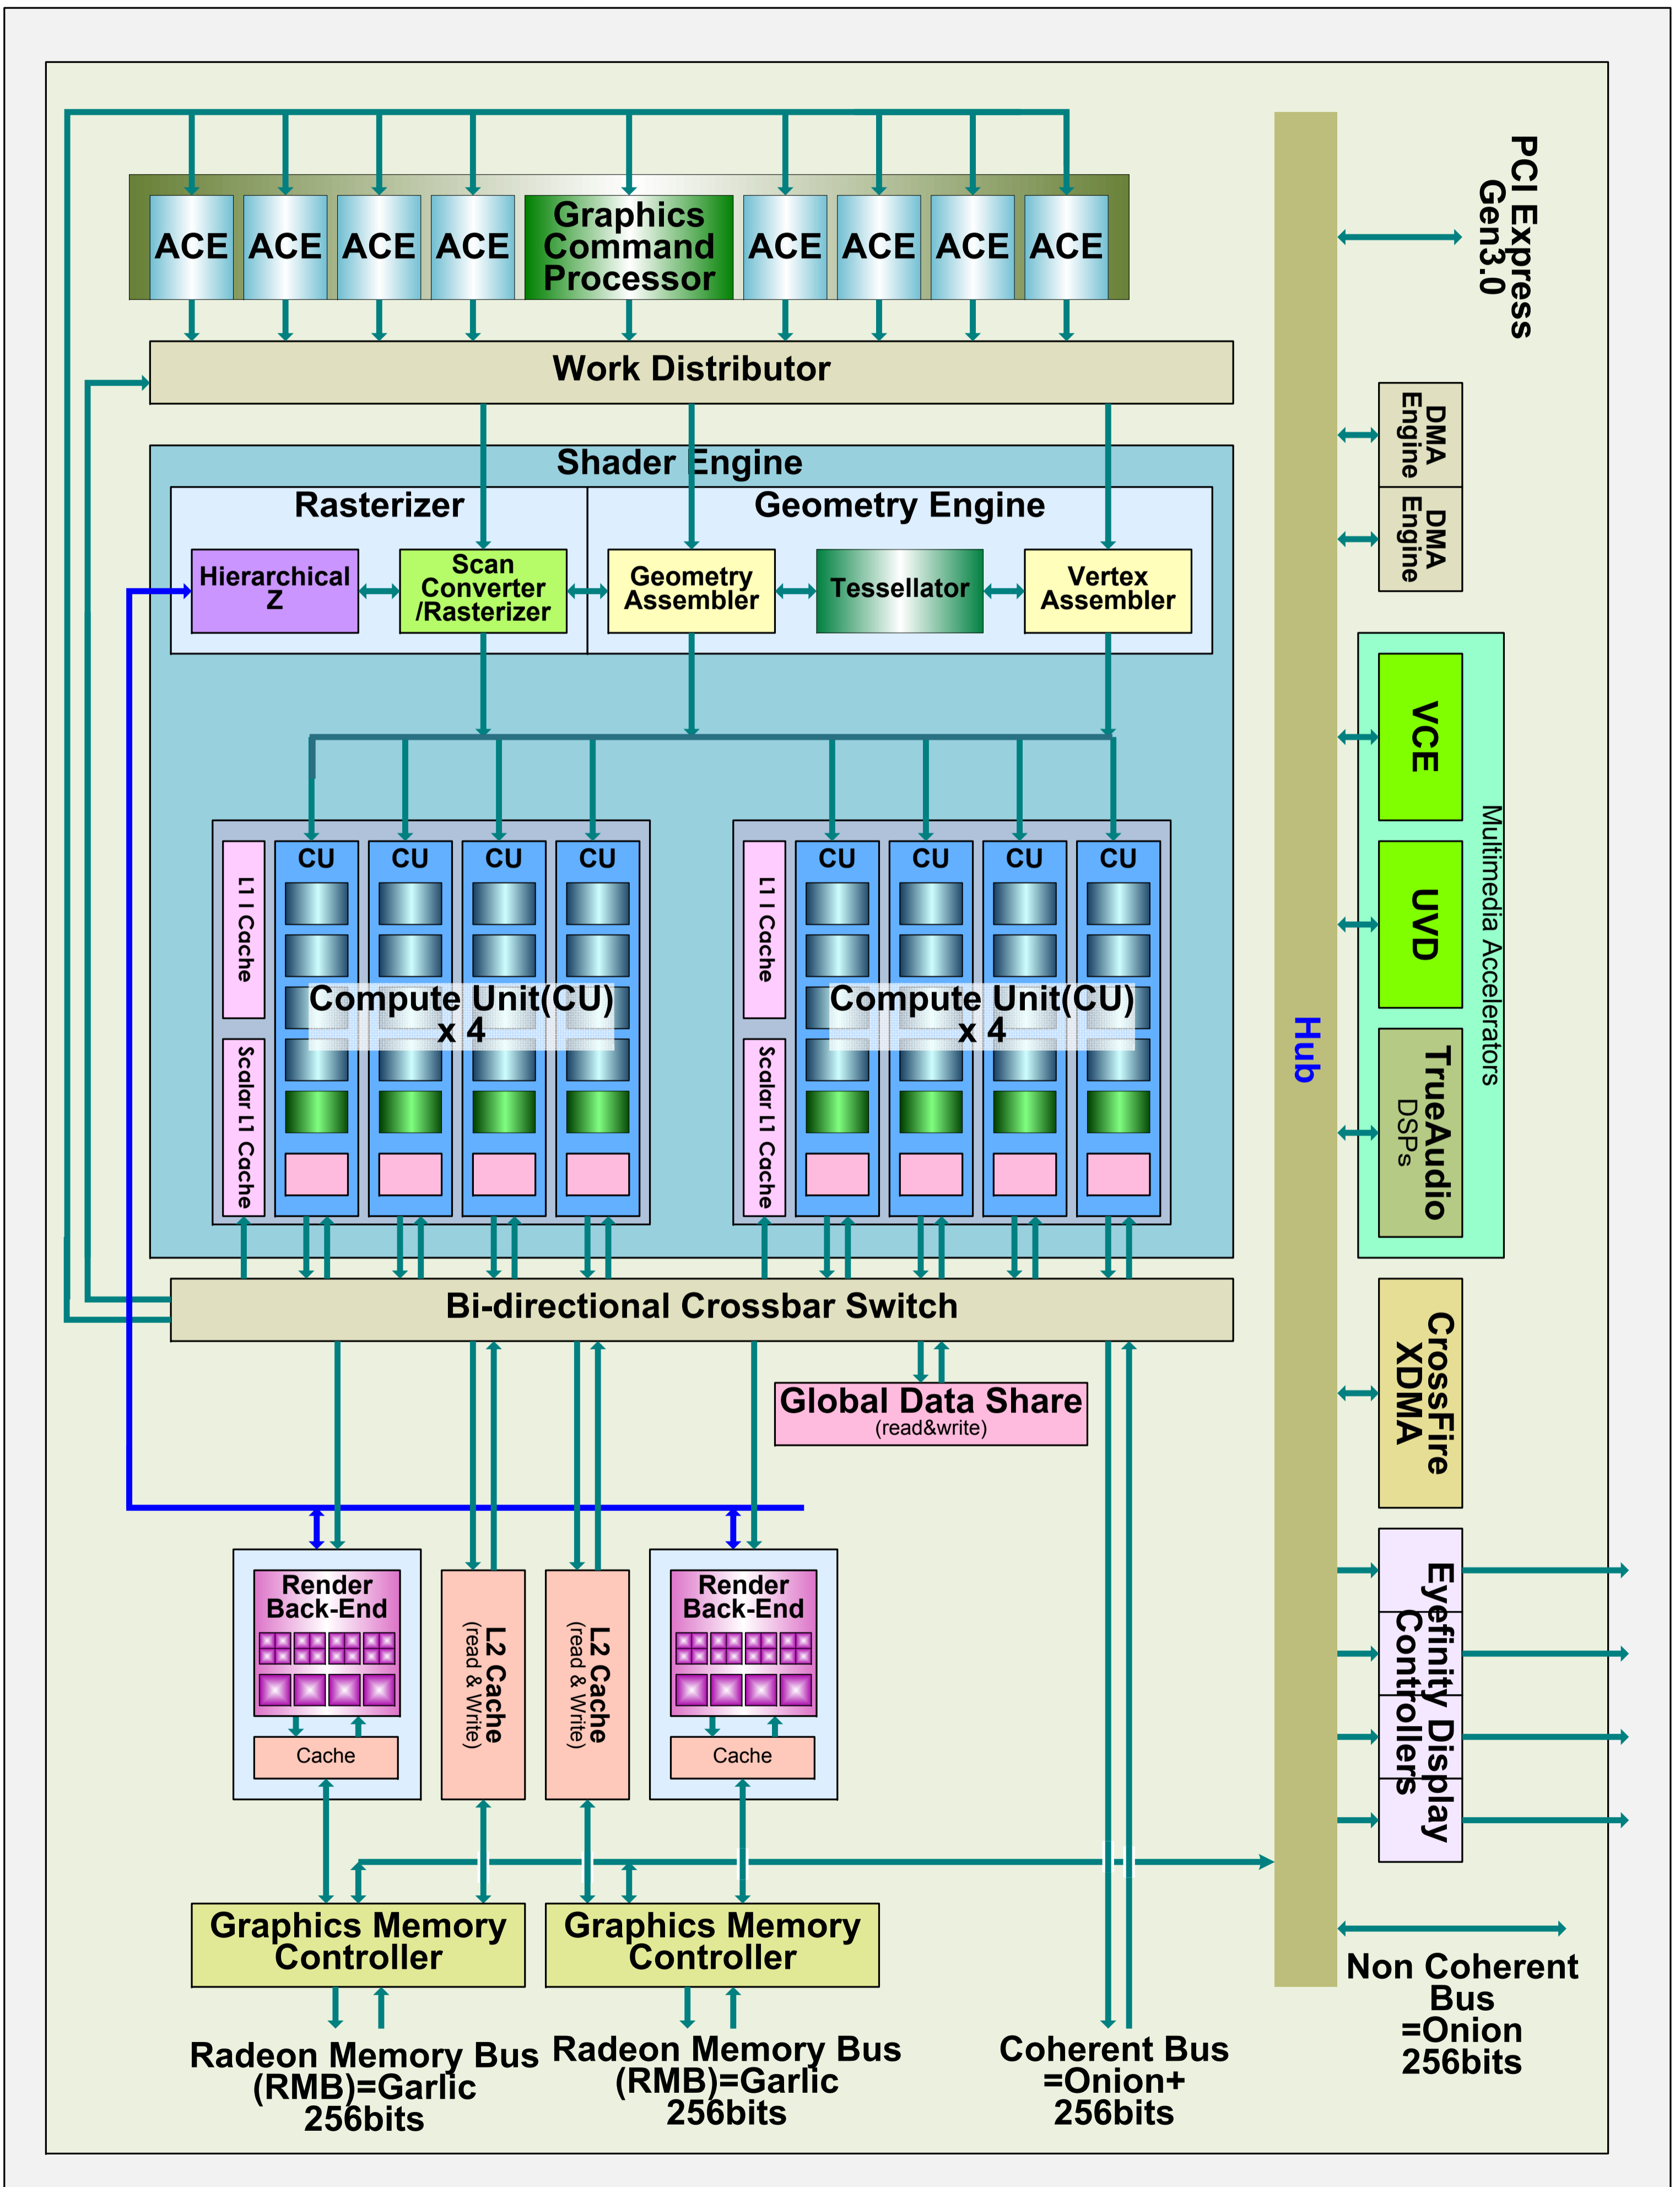 ACE
ACE
ACE
ACE
Graphics
Command
Processor
ACE
ACE
ACE
ACE
Work Distributor
Shader Engine
Rasterizer
Geometry Engine
Hierarchical
Z
Scan
Converter
/Rasterizer
Geometry
Assembler
Tessellator
Vertex
Assembler
L1 I Cache
Scalar L1 Cache
CU
CU
CU
CU
Compute Unit(CU)
x 4
L1 I Cache
Scalar L1 Cache
CU
CU
CU
CU
Compute Unit(CU)
x 4
Bi-directional Crossbar Switch
Global Data Share
(read&write)
Render
Back-End
Cache
L2 Cache
(read & Write)
L2 Cache
(read & Write)
Render
Back-End
Cache
Graphics Memory
Controller
Graphics Memory
Controller
Radeon Memory Bus
(RMB)=Garlic
256bits
Radeon Memory Bus
(RMB)=Garlic
256bits
Coherent Bus
=Onion+
256bits
Hub
PCI Express
Gen3.0
DMA
Engine
DMA
Engine
VCE
UVD
TrueAudio
DSPs
Multimedia Accelerators
CrossFire
XDMA
Eyefinity Display
Controllers
Non Coherent
Bus
=Onion
256bits